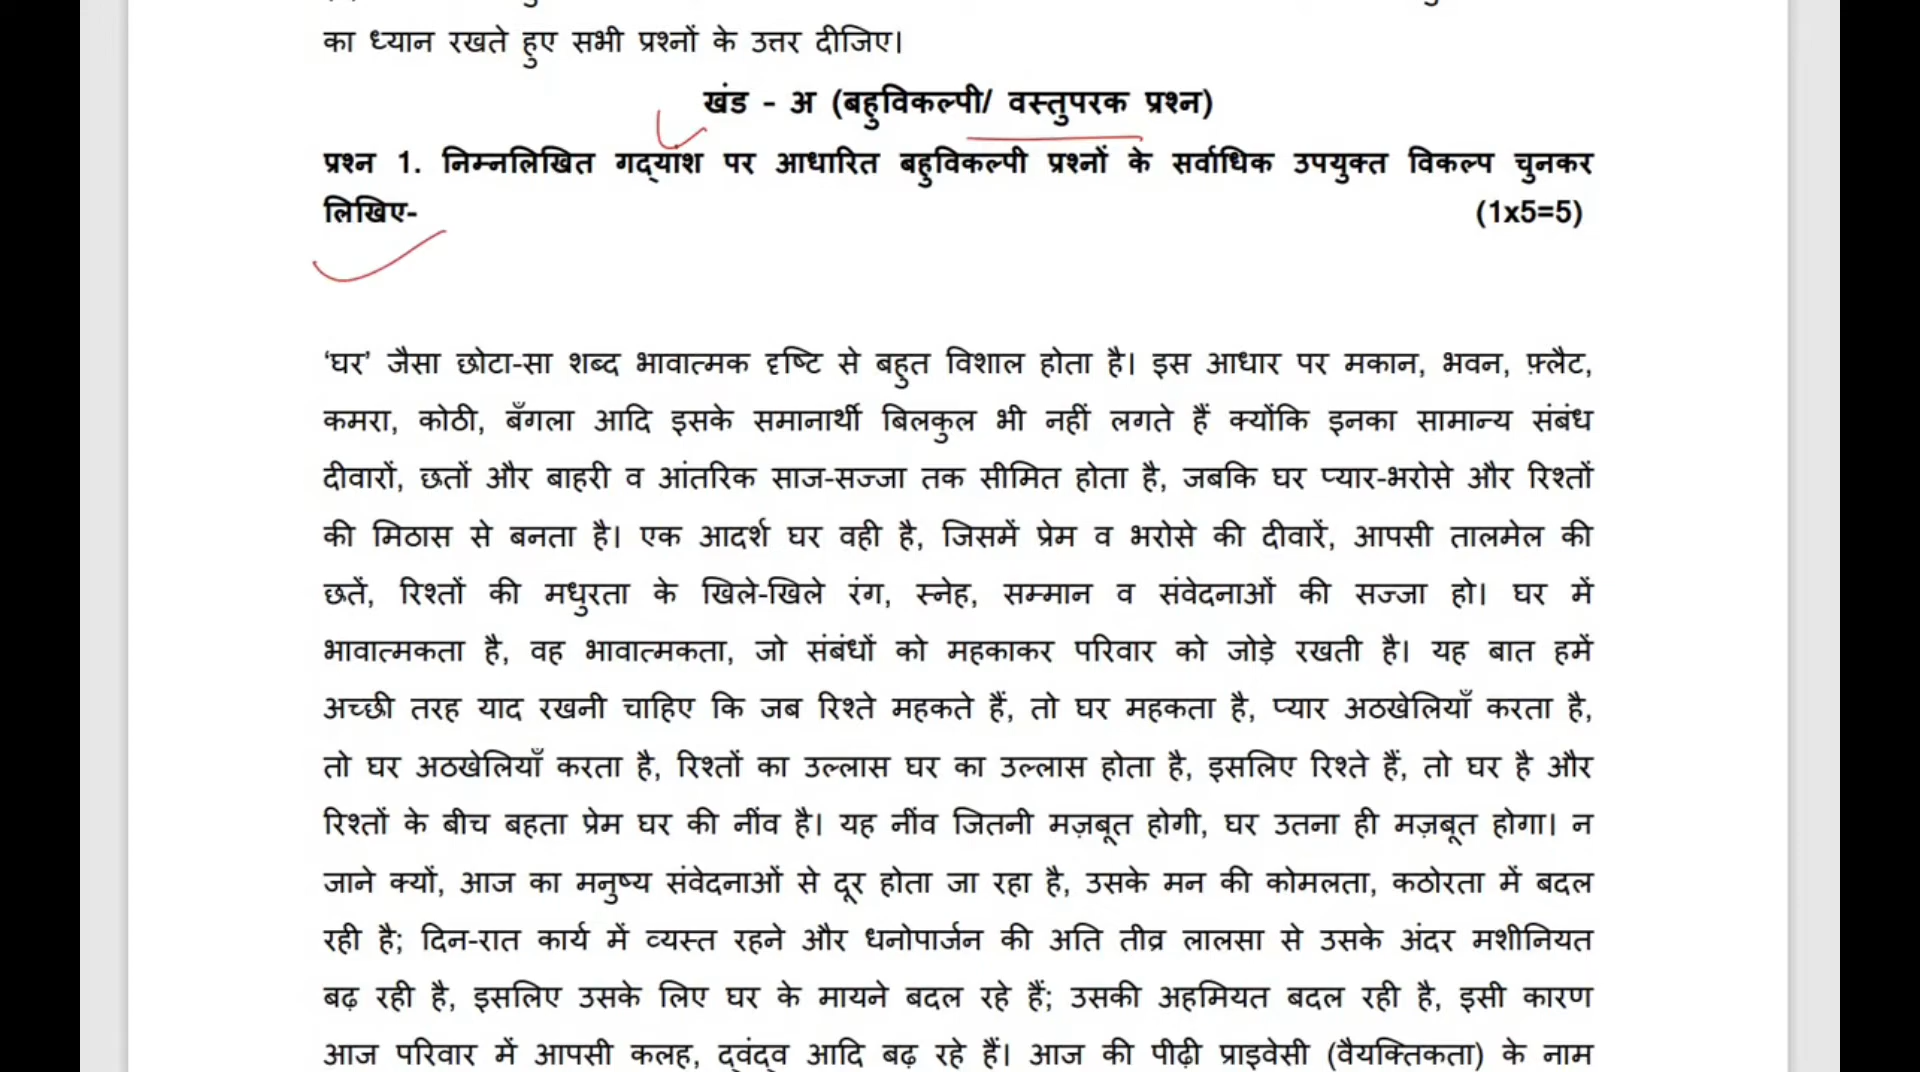 का ध्यान रखते हुए सभी प्रश्नों के उत्तर दीजिए।
खंड - अ (बहुविकल्पी/ वस्तुपरक प्रश्न)
प्रश्न 1. निम्नलिखित गद्याश पर आधारित बहुविकल्पी प्रश्नों के सर्वाधिक उपयुक्त विकल्प चुनकर
लिखिए- (1x5=5)
‘घर’ जैसा छोटा-सा शब्द भावात्मक दृष्टि से बहुत विशाल होता है। इस आधार पर मकान, भवन, फ़्लैट,
कमरा, कोठी, बँगला आदि इसके समानार्थी बिलकुल भी नहीं लगते हैं क्योंकि इनका सामान्य संबंध
दीवारों, छतों और बाहरी व आंतरिक साज-सज्जा तक सीमित होता है, जबकि घर प्यार-भरोसे और रिश्तों
की मिठास से बनता है। एक आदर्श घर वही है, जिसमें प्रेम व भरोसे की दीवारें, आपसी तालमेल की
छतें, रिश्तों की मधुरता के खिले-खिले रंग, स्नेह, सम्मान व संवेदनाओं की सज्जा हो। घर में
भावात्मकता है, वह भावात्मकता, जो संबंधों को महकाकर परिवार को जोड़े रखती है। यह बात हमें
अच्छी तरह याद रखनी चाहिए कि जब रिश्ते महकते हैं, तो घर महकता है, प्यार अठखेलियाँ करता है,
तो घर अठखेलियाँ करता है, रिश्तों का उल्लास घर का उल्लास होता है, इसलिए रिश्ते हैं, तो घर है और
रिश्तों के बीच बहता प्रेम घर की नींव है। यह नींव जितनी मज़बूत होगी, घर उतना ही मज़बूत होगा। न
जाने क्यों, आज का मनुष्य संवेदनाओं से दूर होता जा रहा है, उसके मन की कोमलता, कठोरता में बदल
रही है; दिन-रात कार्य में व्यस्त रहने और धनोपार्जन की अति तीव्र लालसा से उसके अंदर मशीनियत
बढ़ रही है, इसलिए उसके लिए घर के मायने बदल रहे हैं; उसकी अहमियत बदल रही है, इसी कारण
आज परिवार में आपसी कलह, द्वंद्व आदि बढ़ रहे हैं। आज की पीढ़ी प्राइवेसी (वैयक्तिकता) के नाम